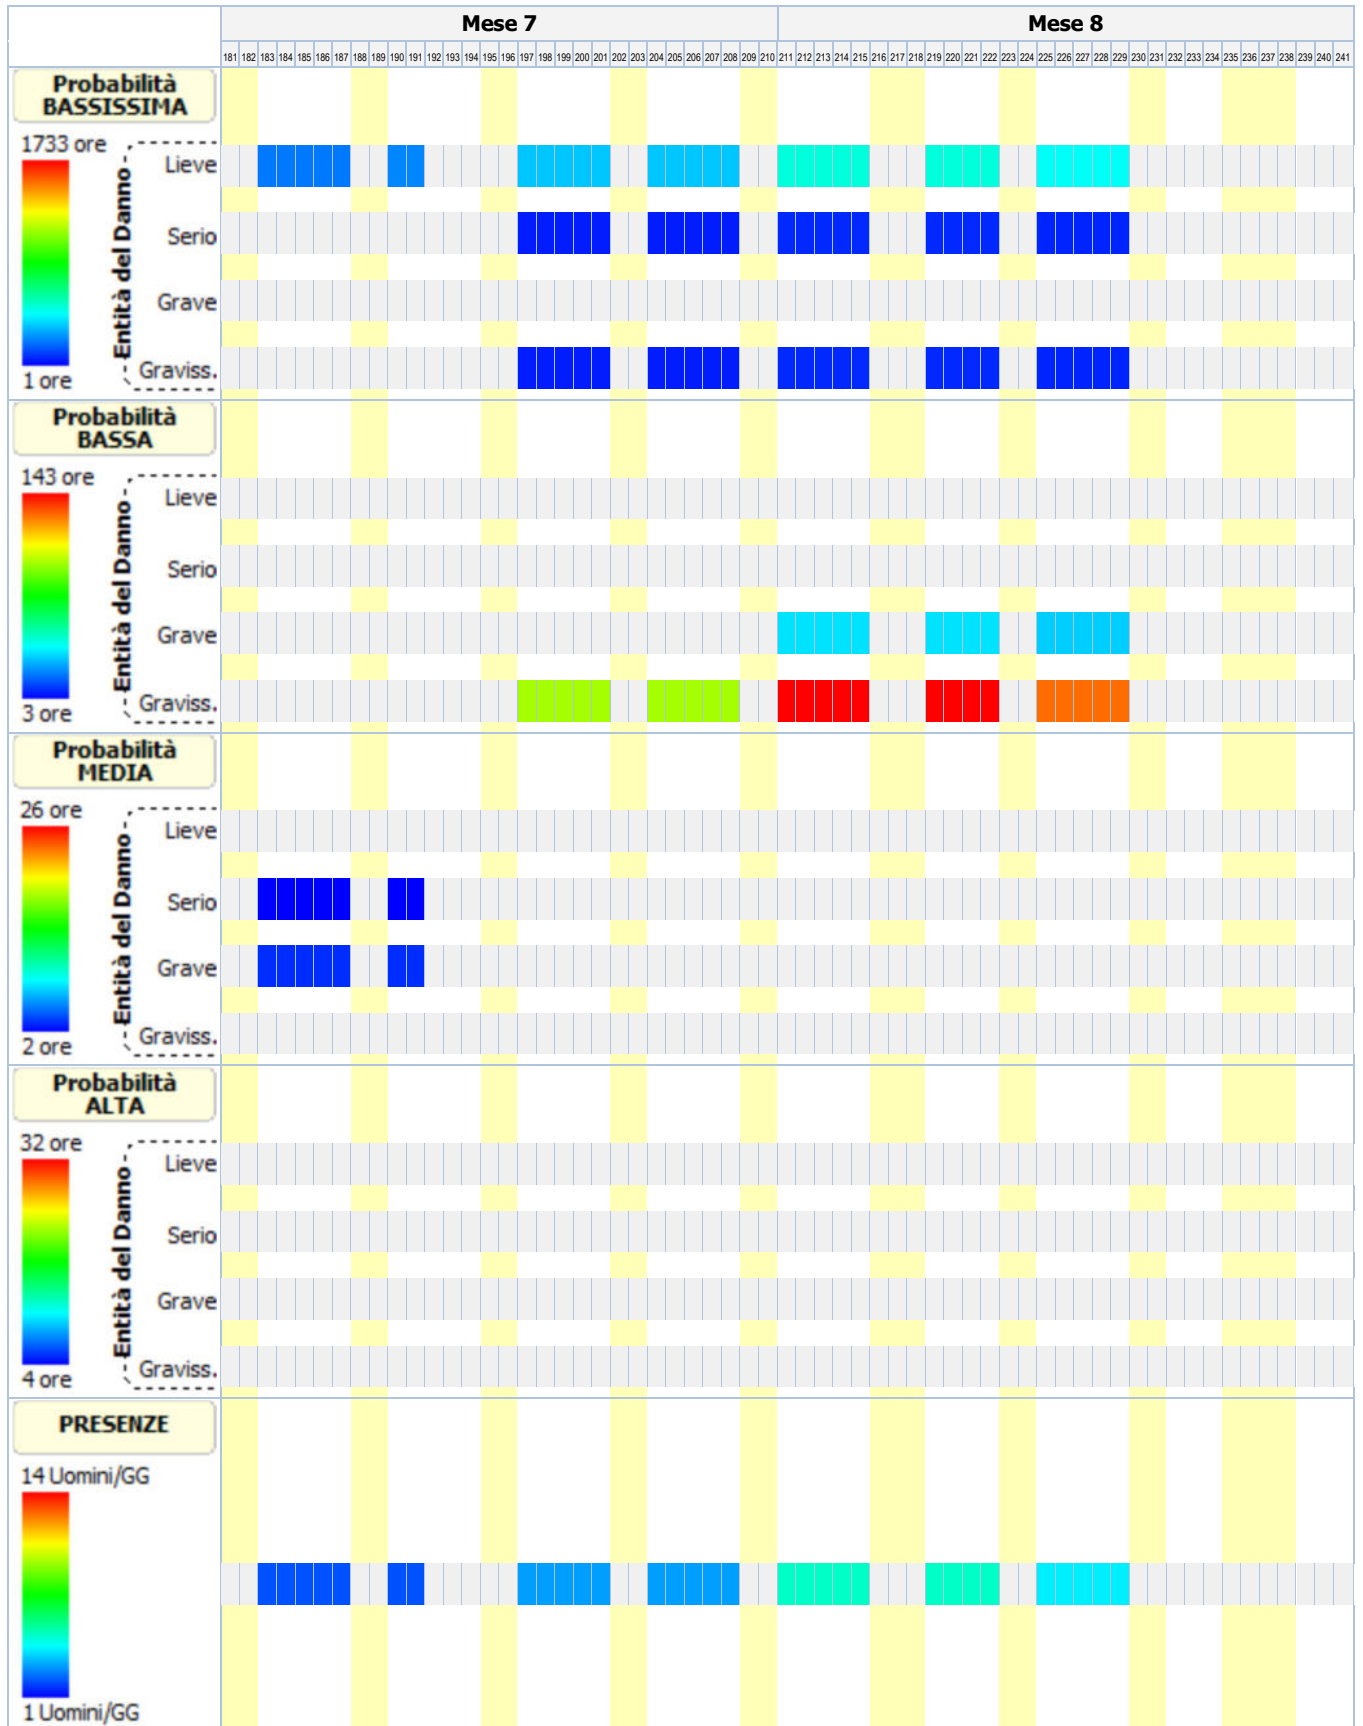 Mese 7 Mese 8
181 182 183 184 185 186 187 188 189 190 191 192 193 194 195 196 197 198 199 200 201 202 203 204 205 206 207 208 209 210 211 212 213 214 215 216 217 218 219 220 221 222 223 224 225 226 227 228 229 230 231 232 233 234 235 236 237 238 239 240 241
Probabilità
BASSISSIMA
1733 ore
1 ore
Entità del Danno
Lieve
Serio
Grave
Graviss.
Probabilità
BASSA
143 ore
3 ore
Entità del Danno
Lieve
Serio
Grave
Graviss.
Probabilità
MEDIA
26 ore
2 ore
Entità del Danno
Lieve
Serio
Grave
Graviss.
Probabilità
ALTA
32 ore
4 ore
Entità del Danno
Lieve
Serio
Grave
Graviss.
PRESENZE
14 Uomini/GG
1 Uomini/GG